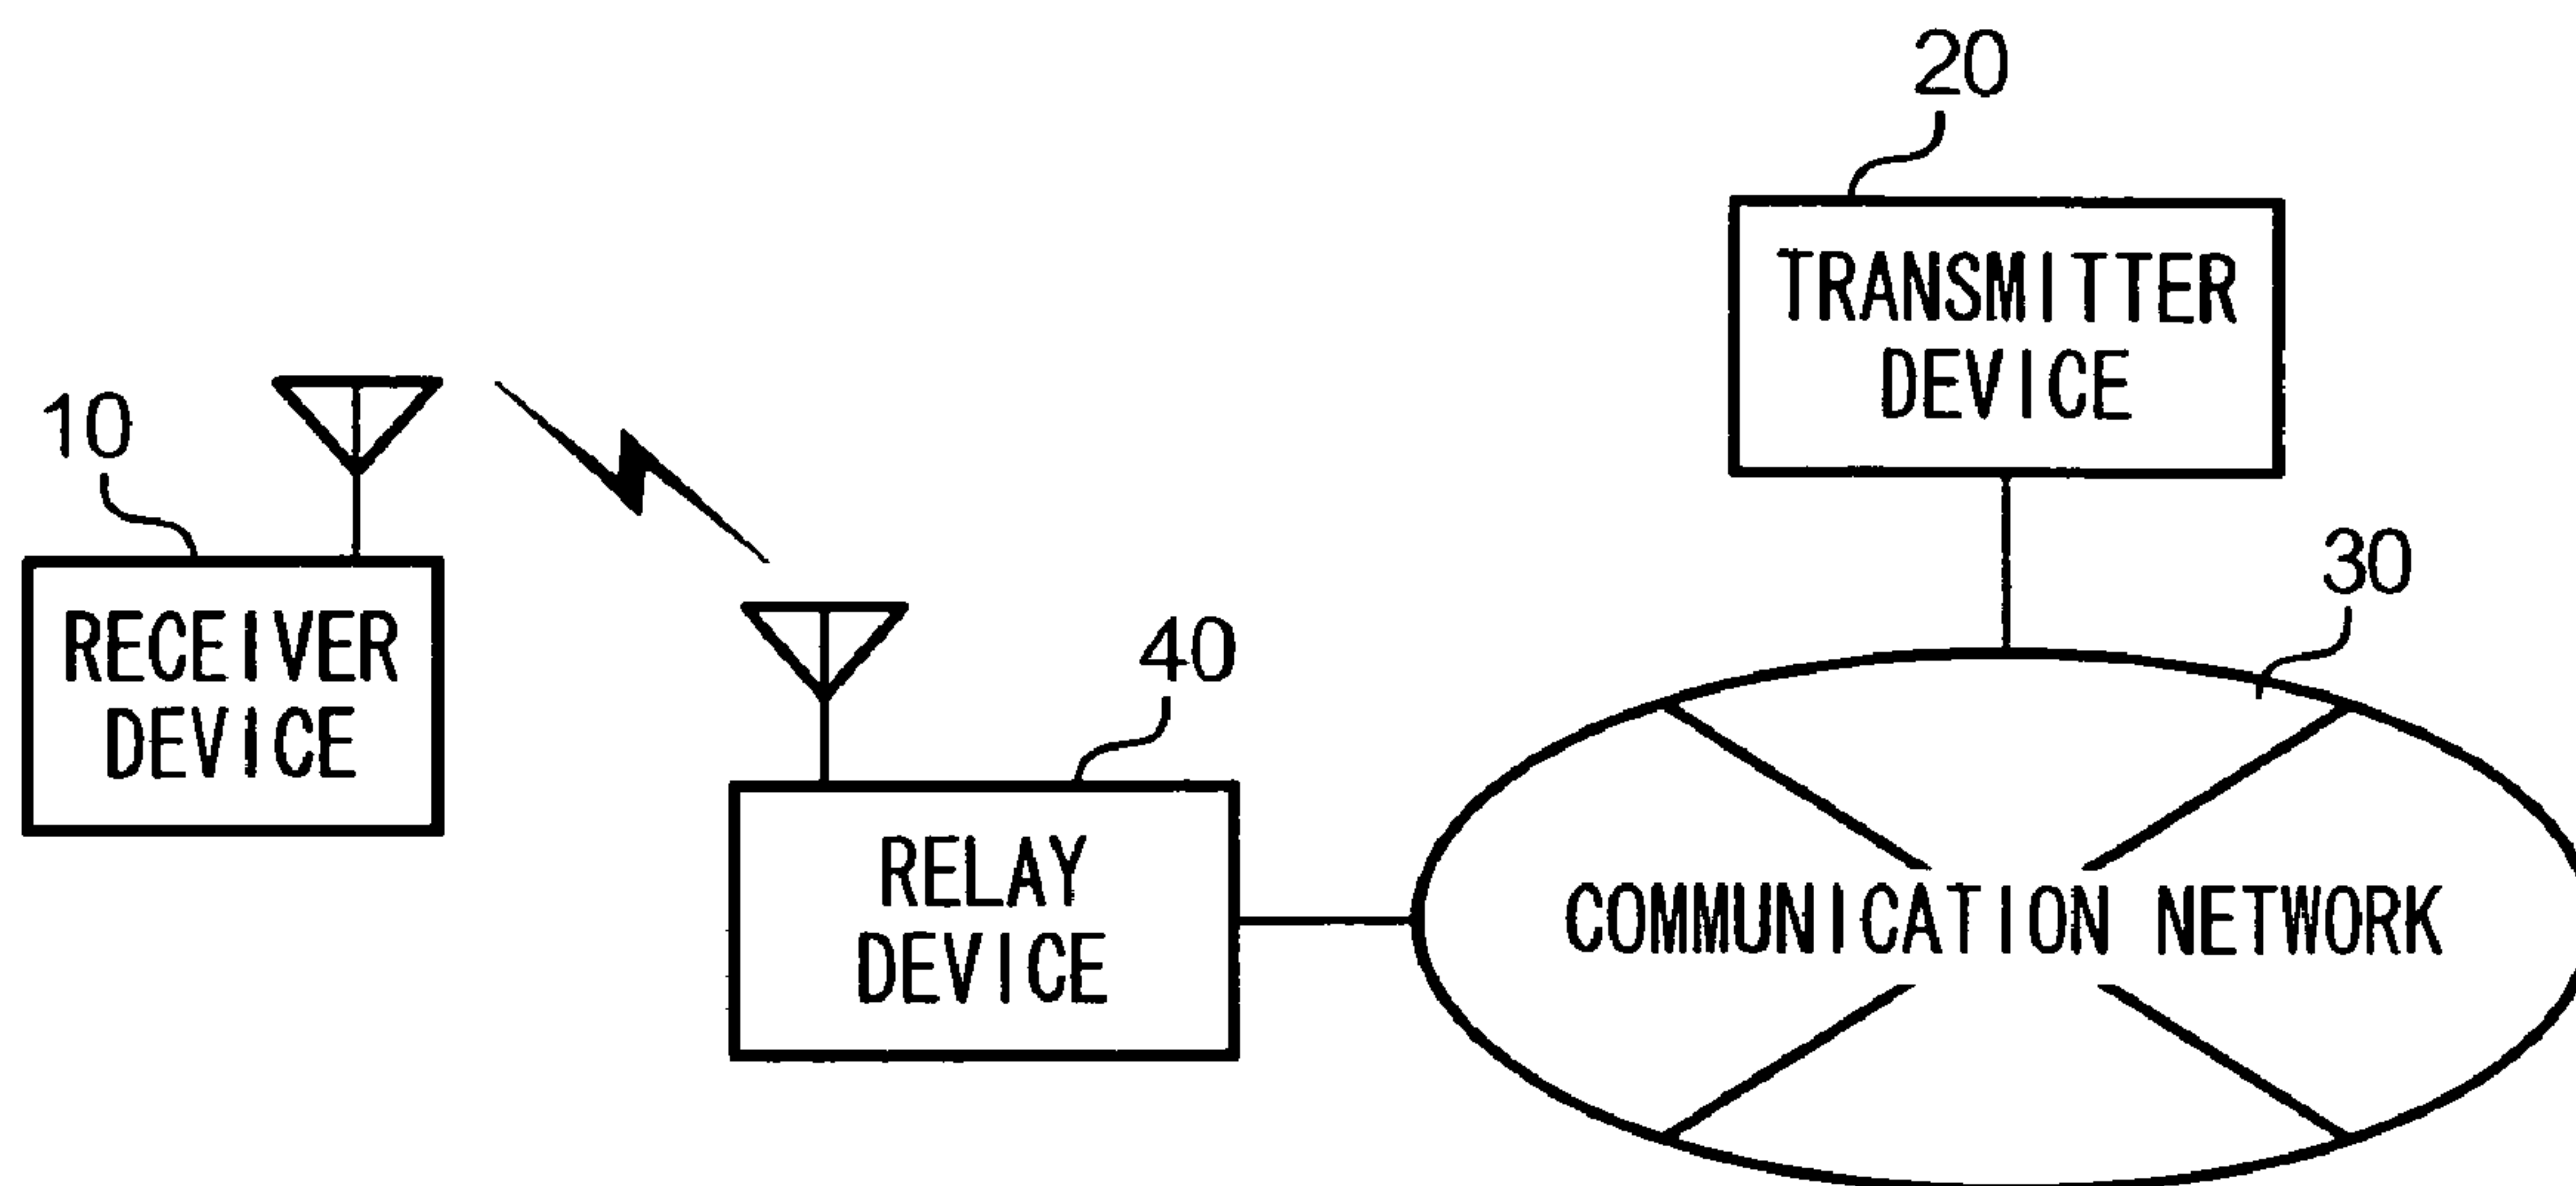 20
TRANSMITTER
DEVICE
10
30
RECEIVER
DEVICE
40
RELAY
DEVICE
COMMUNICATION NETWORK